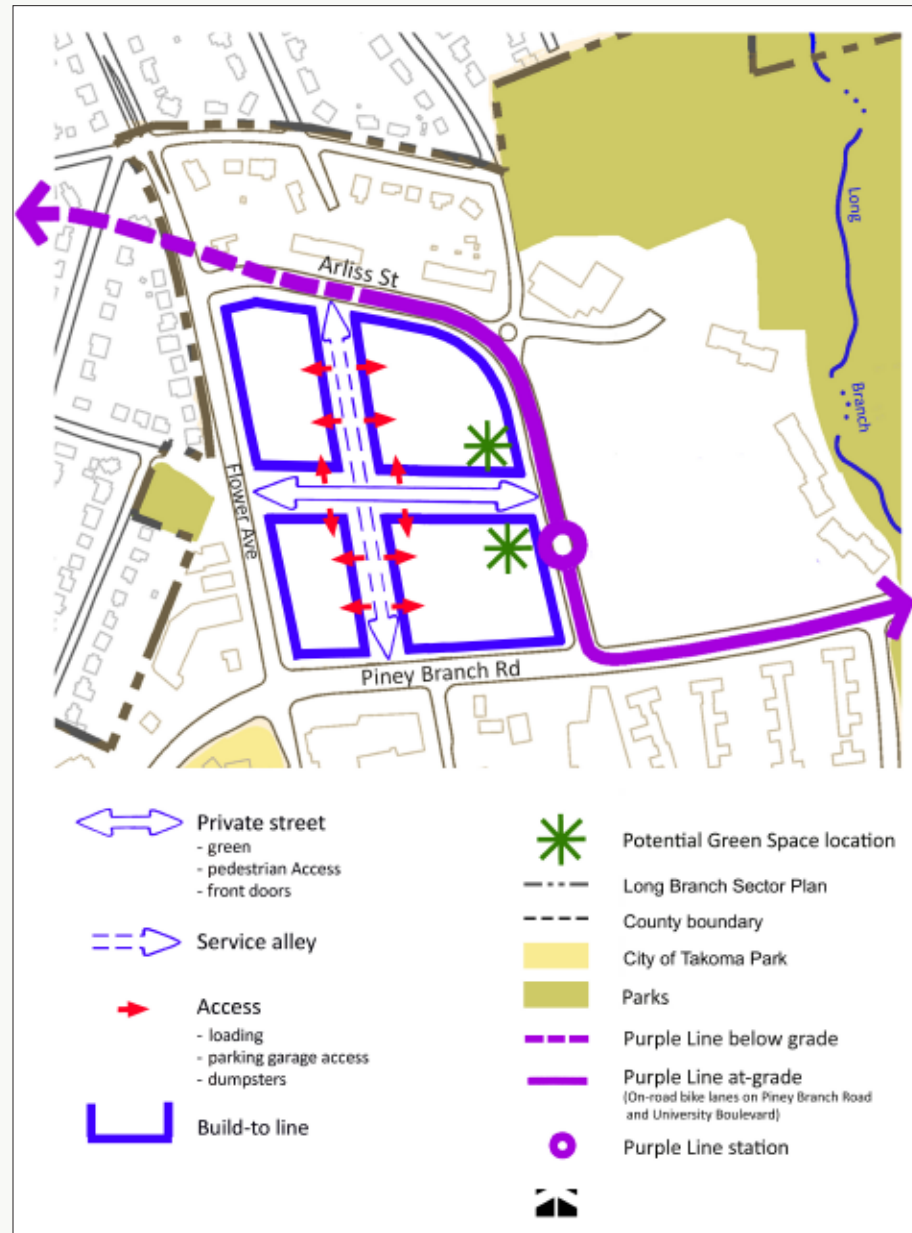 Long
Arliss St
Branch
Flower Ave
Piney Branch Rd
Private street
- green
- pedestrian Access
- front doors
Service alley
Access
- loading
- parking garage access
- dumpsters
Build-to line
Potential Green Space location
Long Branch Sector Plan
County boundary
City of Takoma Park
Parks
Purple Line below grade
Purple Line at-grade
(On-road bike lanes on Piney Branch Road
and University Boulevard)
Purple Line station